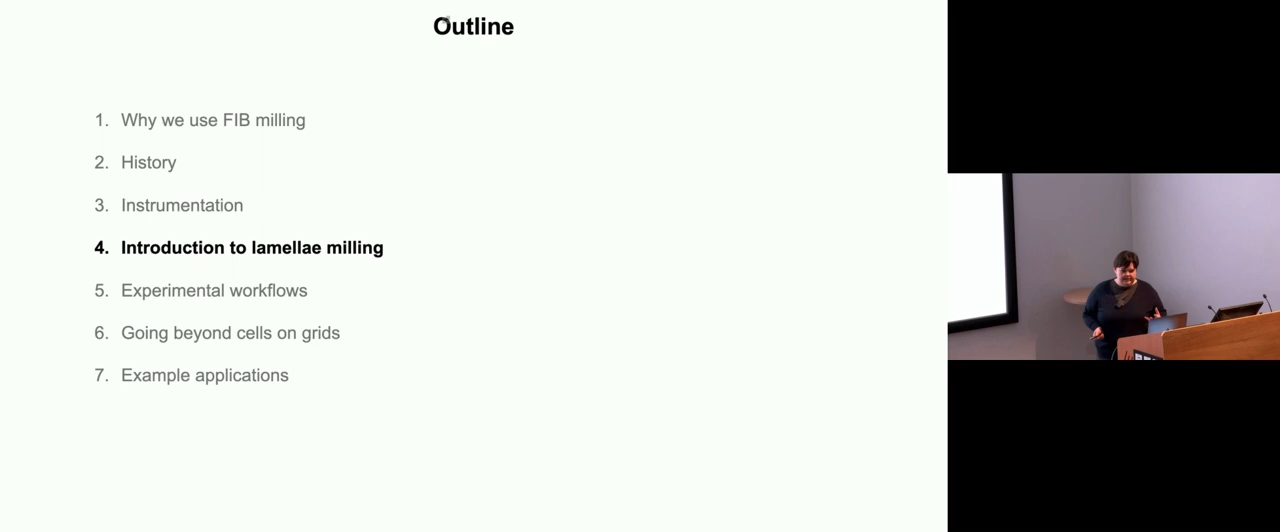 Outline
1. Why we use FIB milling
2. History
3. Instrumentation
4. Introduction to lamellae milling
5. Experimental workflows
6. Going beyond cells on grids
7. Example applications